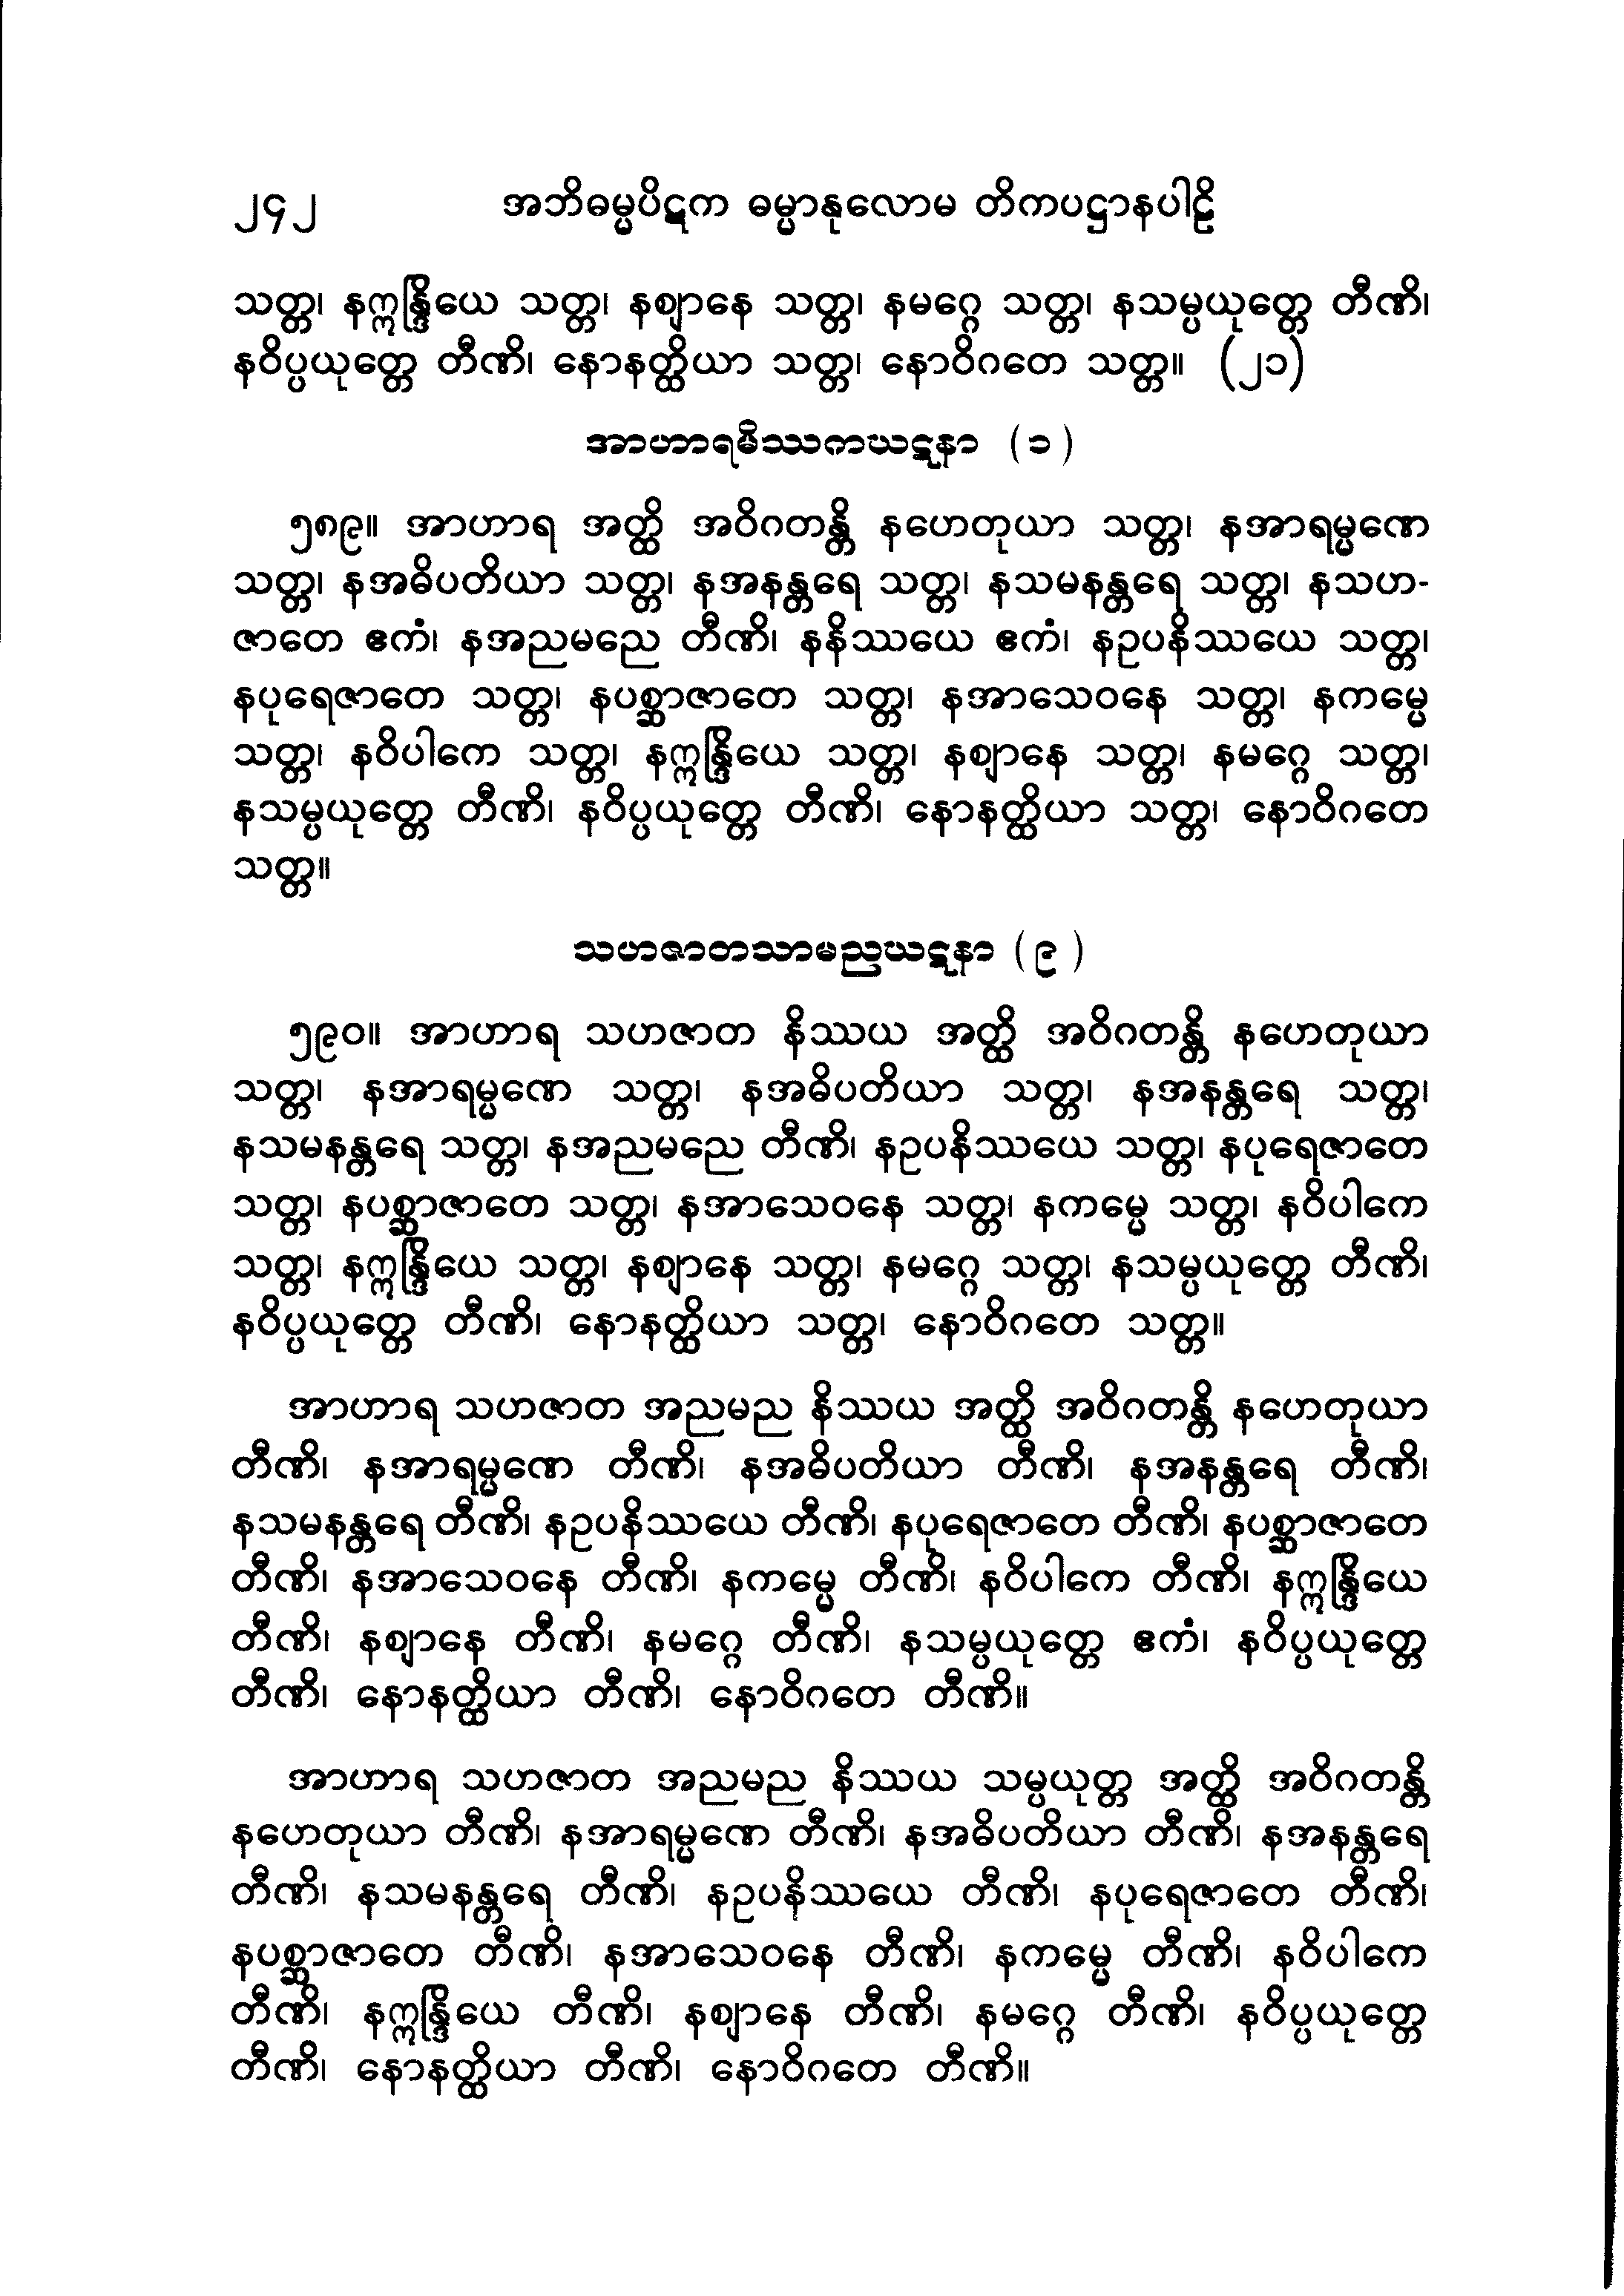 ၂၄၂ အဘိဓမ္မပိဋက ဓမ္မာနုလောမ တိကပဋ္ဌာနပါဠိ
သတ္တ၊ နဣန္ဒြိယေ သတ္တ၊ နဈာနေ သတ္တ၊ နမဂ္ဂေ သတ္တ၊ နသမ္ပယုတ္တေ တီဏိ၊
နဝိပ္ပယုတ္တေ တီဏိ၊ နောနတ္ထိယာ သတ္တ၊ နောဝိဂတေ သတ္တ။ (၂၁)
အာဟာရမိဿကဃဋနာ (၁)
၅၈၉။ အာဟာရ အတ္ထိ အဝိဂတန္တိ နဟေတုယာ သတ္တ၊ နအာရမ္မဏေ
သတ္တ၊ နအဓိပတိယာ သတ္တ၊ နအနန္တရေ သတ္တ၊ နသမနန္တရေ သတ္တ၊ နသဟ-
ဇာတေ ဧကံ၊ နအညမညေ တီဏိ၊ နနိဿယေ ဧကံ၊ နဥပနိဿယေ သတ္တ၊
နပုရေဇာတေ သတ္တ၊ နပစ္ဆာဇာတေ သတ္တ၊ နအာသေဝနေ သတ္တ၊ နကမ္မေ
သတ္တ၊ နဝိပါကေ သတ္တ၊ နဣန္ဒြိယေ သတ္တ၊ နဈာနေ သတ္တ၊ နမဂ္ဂေ သတ္တ၊
နသမ္ပယုတ္တေ တီဏိ၊ နဝိပ္ပယုတ္တေ တီဏိ၊ နောနတ္ထိယာ သတ္တ၊ နောဝိဂတေ
သတ္တ။
သဟဇာတသာမညဃဋနာ (၉)
၅၉၀။ အာဟာရ သဟဇာတ နိဿယ အတ္ထိ အဝိဂတန္တိ နဟေတုယာ
သတ္တ၊ နအာရမ္မဏေ သတ္တ၊ နအဓိပတိယာ သတ္တ၊ နအနန္တရေ သတ္တ၊
နသမနန္တရေ သတ္တ၊ နအညမညေ တီဏိ၊ နဥပနိဿယေ သတ္တ၊ နပုရေဇာတေ
သတ္တ၊ နပစ္ဆာဇာတေ သတ္တ၊ နအာသေဝနေ သတ္တ၊ နကမ္မေ သတ္တ၊ နဝိပါကေ
သတ္တ၊ နဣန္ဒြိယေ သတ္တ၊ နဈာနေ သတ္တ၊ နမဂ္ဂေ သတ္တ၊ နသမ္ပယုတ္တေ တီဏိ၊
နဝိပ္ပယုတ္တေ တီဏိ၊ နောနတ္ထိယာ သတ္တ၊ နောဝိဂတေ သတ္တ။
အာဟာရ သဟဇာတ အညမည နိဿယ အတ္ထိ အဝိဂတန္တိ နဟေတုယာ
တီဏိ၊ နအာရမ္မဏေ တီဏိ၊ နအဓိပတိယာ တီဏိ၊ နအနန္တရေ တီဏိ၊
နသမနန္တရေ တီဏိ၊ နဥပနိဿယေ တီဏိ၊ နပုရေဇာတေ တီဏိ၊ နပစ္ဆာဇာတေ
တီဏိ၊ နအာသေဝနေ တီဏိ၊ နကမ္မေ တီဏိ၊ နဝိပါကေ တီဏိ၊ နဣန္ဒြိယေ
တီဏိ၊ နဈာနေ တီဏိ၊ နမဂ္ဂေ တီဏိ၊ နသမ္ပယုတ္တေ ဧကံ၊ နဝိပ္ပယုတ္တေ
တီဏိ၊ နောနတ္ထိယာ တီဏိ၊ နောဝိဂတေ တီဏိ။
အာဟာရ သဟဇာတ အညမည နိဿယ သမ္ပယုတ္တ အတ္ထိ အဝိဂတန္တိ
နဟေတုယာ တီဏိ၊ နအာရမ္မဏေ တီဏိ၊ နအဓိပတိယာ တီဏိ၊ နအနန္တရေ
တီဏိ၊ နသမနန္တရေ တီဏိ၊ နဥပနိဿယေ တီဏိ၊ နပုရေဇာတေ တီဏိ၊
နပစ္ဆာဇာတေ တီဏိ၊ နအာသေဝနေ တီဏိ၊ နကမ္မေ တီဏိ၊ နဝိပါကေ
တီဏိ၊ နဣန္ဒြိယေ တီဏိ၊ နဈာနေ တီဏိ၊ နမဂ္ဂေ တီဏိ၊ နဝိပ္ပယုတ္တေ
တီဏိ၊ နောနတ္ထိယာ တီဏိ၊ နောဝိဂတေ တီဏိ။